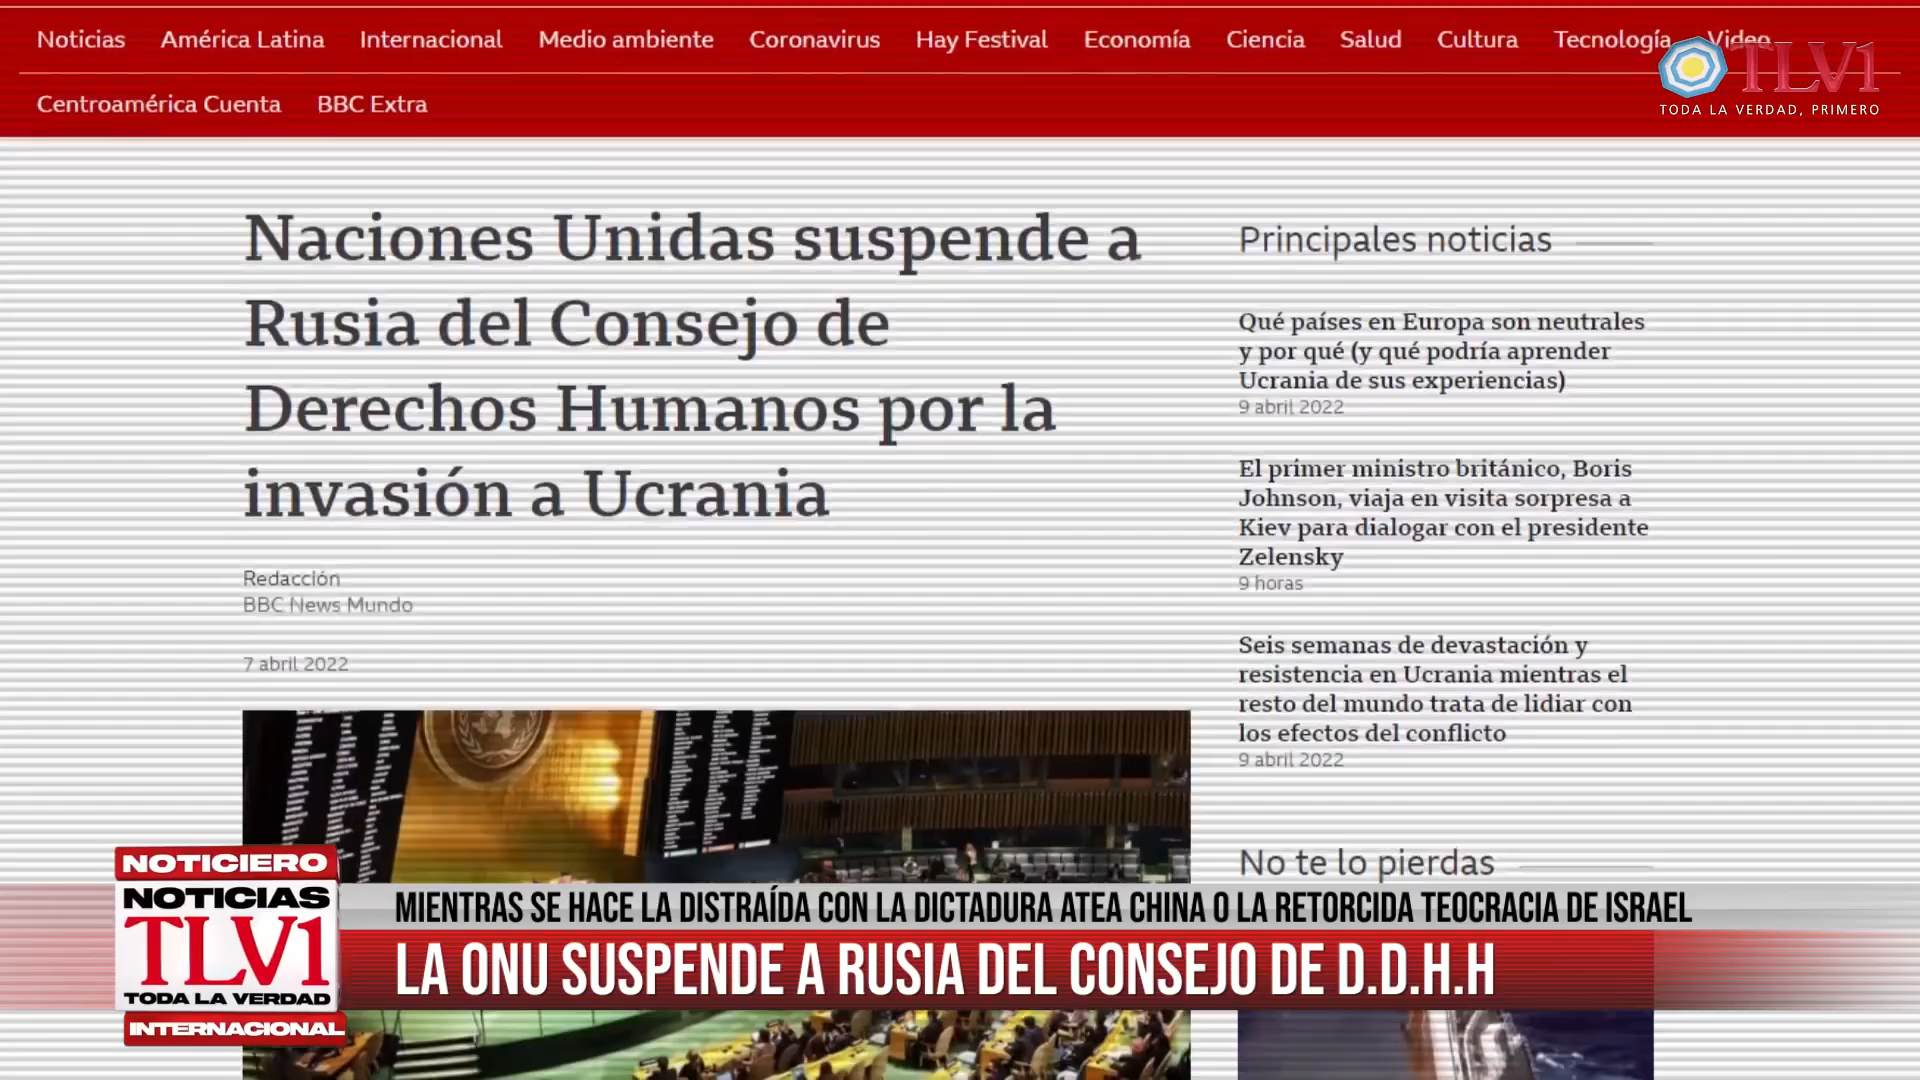 Noticias América Latina Internacional Medio ambiente Coronavirus Hay Festival Economía Ciencia Salud Cultura Tecnología Video
TLV1
TODA LA VERDAD, PRIMERO
Centroamérica Cuenta BBC Extra
Naciones Unidas suspende a
Rusia del Consejo de
Derechos Humanos por la
invasión a Ucrania
Redacción
BBC News Mundo
7 abril 2022
Principales noticias
Qué países en Europa son neutrales
y por qué (y qué podría aprender
Ucrania de sus experiencias)
9 abril 2022
El primer ministro británico, Boris
Johnson, viaja en visita sorpresa a
Kiev para dialogar con el presidente
Zelensky
9 horas
Seis semanas de devastación y
resistencia en Ucrania mientras el
resto del mundo trata de lidiar con
los efectos del conflicto
9 abril 2022
No te lo pierdas
NOTICIERO
NOTICIAS
TLV1
TODA LA VERDAD
INTERNACIONAL
MIENTRAS SE HACE LA DISTRAÍDA CON LA DICTADURA ATEA CHINA O LA RETORCIDA TEOCRACIA DE ISRAEL
LA ONU SUSPENDE A RUSIA DEL CONSEJO DE D.D.H.H